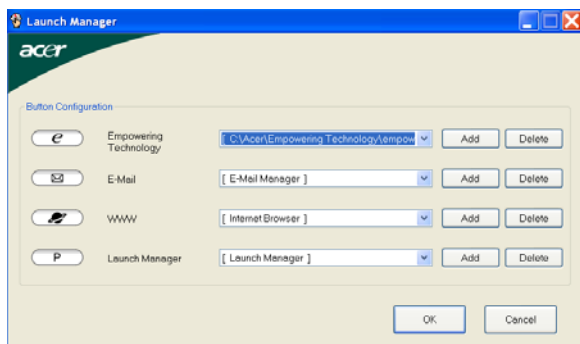 Launch Manager
acer
Button Configuration
e Empowering Technology [ C:\Acer\Empowering Technology\empow Add Delete
E-Mail [ E-Mail Manager ] Add Delete
WWW [ Internet Browser ] Add Delete
P Launch Manager [ Launch Manager ] Add Delete
OK Cancel